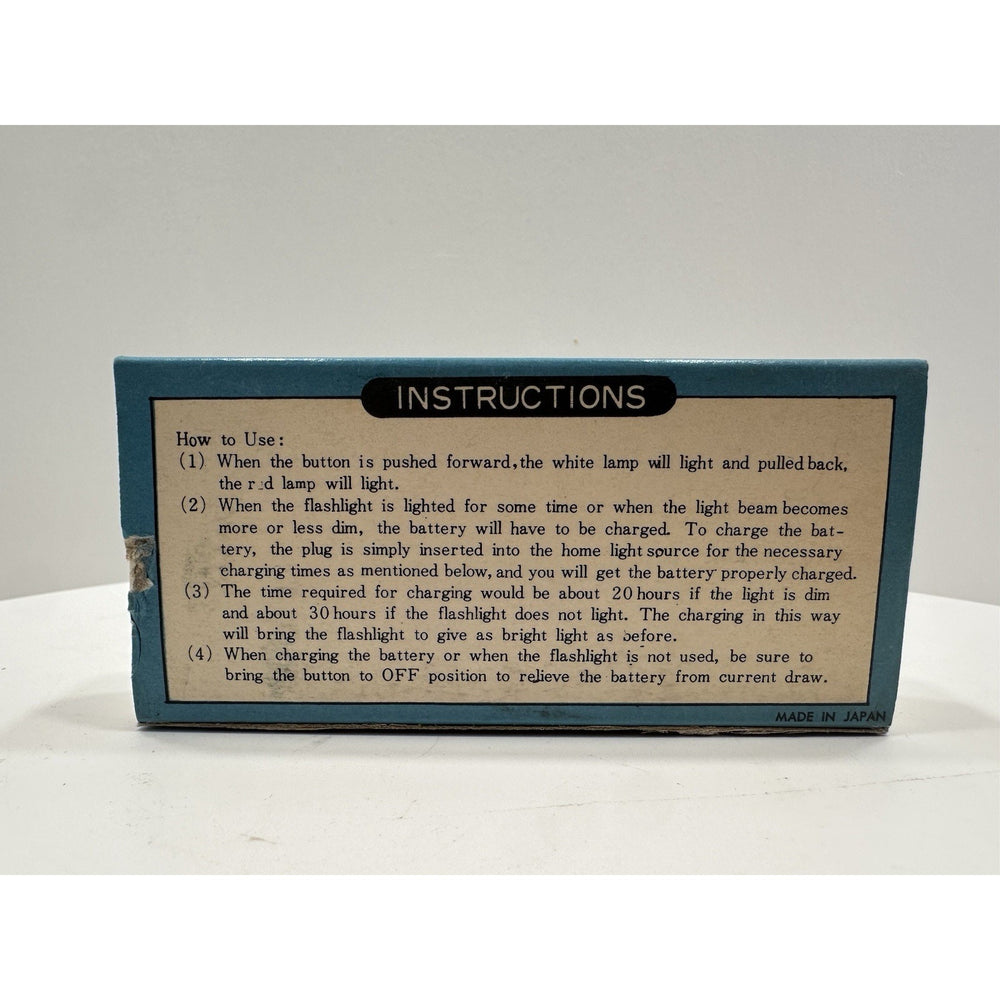 INSTRUCTIONS
How to Use:
(1) When the button is pushed forward, the white lamp will light and pulled back,
the red lamp will light.
(2) When the flashlight is lighted for some time or when the light beam becomes
more or less dim, the battery will have to be charged. To charge the bat-
tery, the plug is simply inserted into the home light source for the necessary
charging times as mentioned below, and you will get the battery properly charged.
(3) The time required for charging would be about 20 hours if the light is dim
and about 30 hours if the flashlight does not light. The charging in this way
will bring the flashlight to give as bright light as before.
(4) When charging the battery or when the flashlight is not used, be sure to
bring the button to OFF position to relieve the battery from current draw.
MADE IN JAPAN